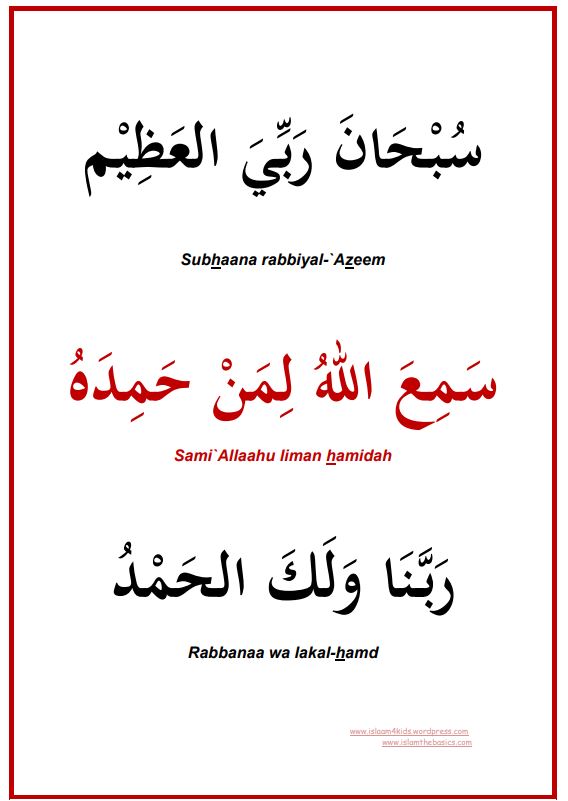 سُبْحَانَ رَبِّيَ العَظِيْم
Subhaana rabbiyal-`Azeem
سَمِعَ اللهُ لِمَنْ حَمِدَهُ
Sami`Allaahu liman hamidah
رَبَّنَا وَلَكَ الحَمْدُ
Rabbanaa wa lakal-hamd
www.islaam4kids.wordpress.com
www.islamthebasics.com